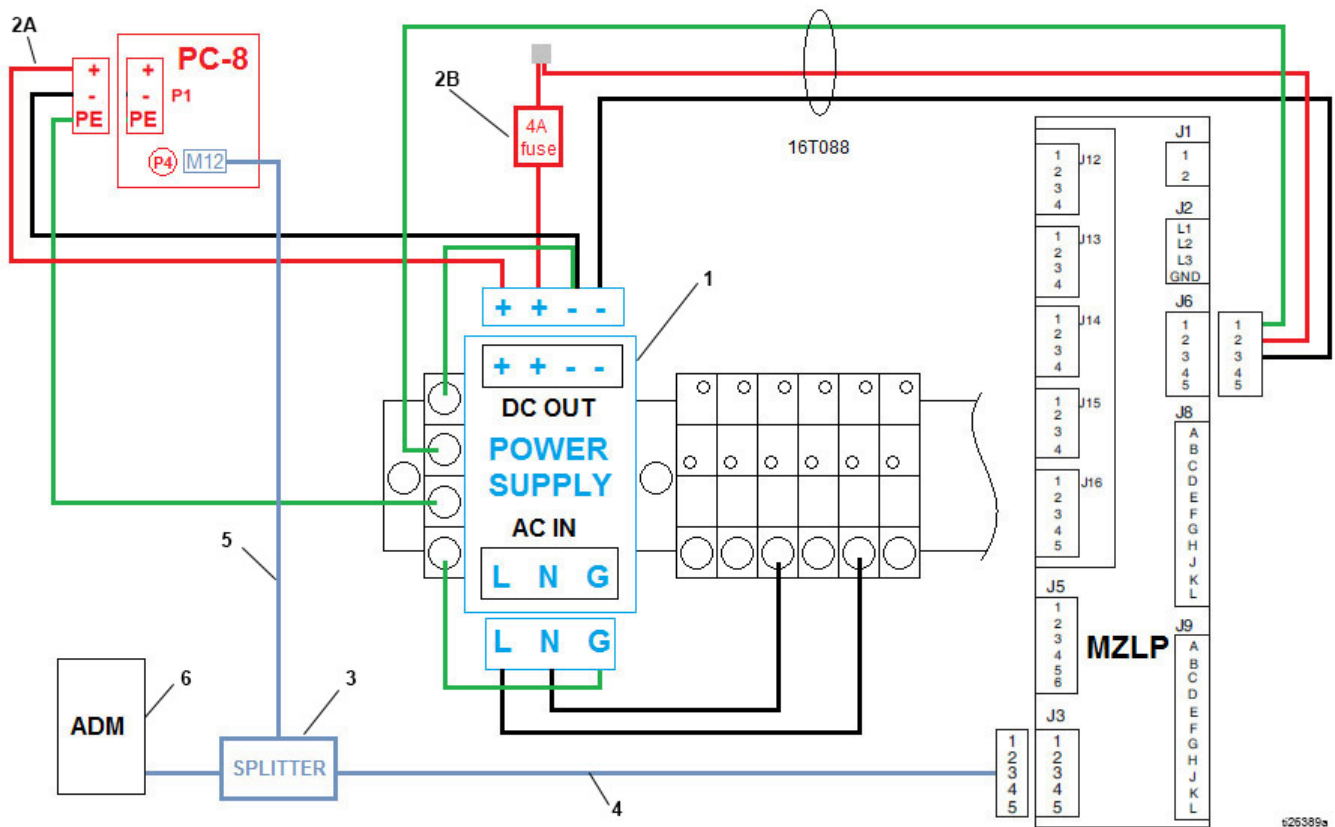 2A
PC-8
+
-
PE
+
-
PE
P1
P4
M12
2B
4A
fuse
16T088
1
+ + - -
+ + - -
DC OUT
POWER
SUPPLY
AC IN
L N G
L N G
5
6
ADM
3
SPLITTER
4
J12
1
2
3
4
J13
1
2
3
4
J14
1
2
3
4
J15
1
2
3
4
J16
1
2
3
4
5
J5
1
2
3
4
5
6
MZLP
J3
1
2
3
4
5
1
2
3
4
5
J1
1
2
J2
L1
L2
L3
GND
J6
1
2
3
4
5
1
2
3
4
5
J8
A
B
C
D
E
F
G
H
J
K
L
J9
A
B
C
D
E
F
G
H
J
K
L
ti26389a